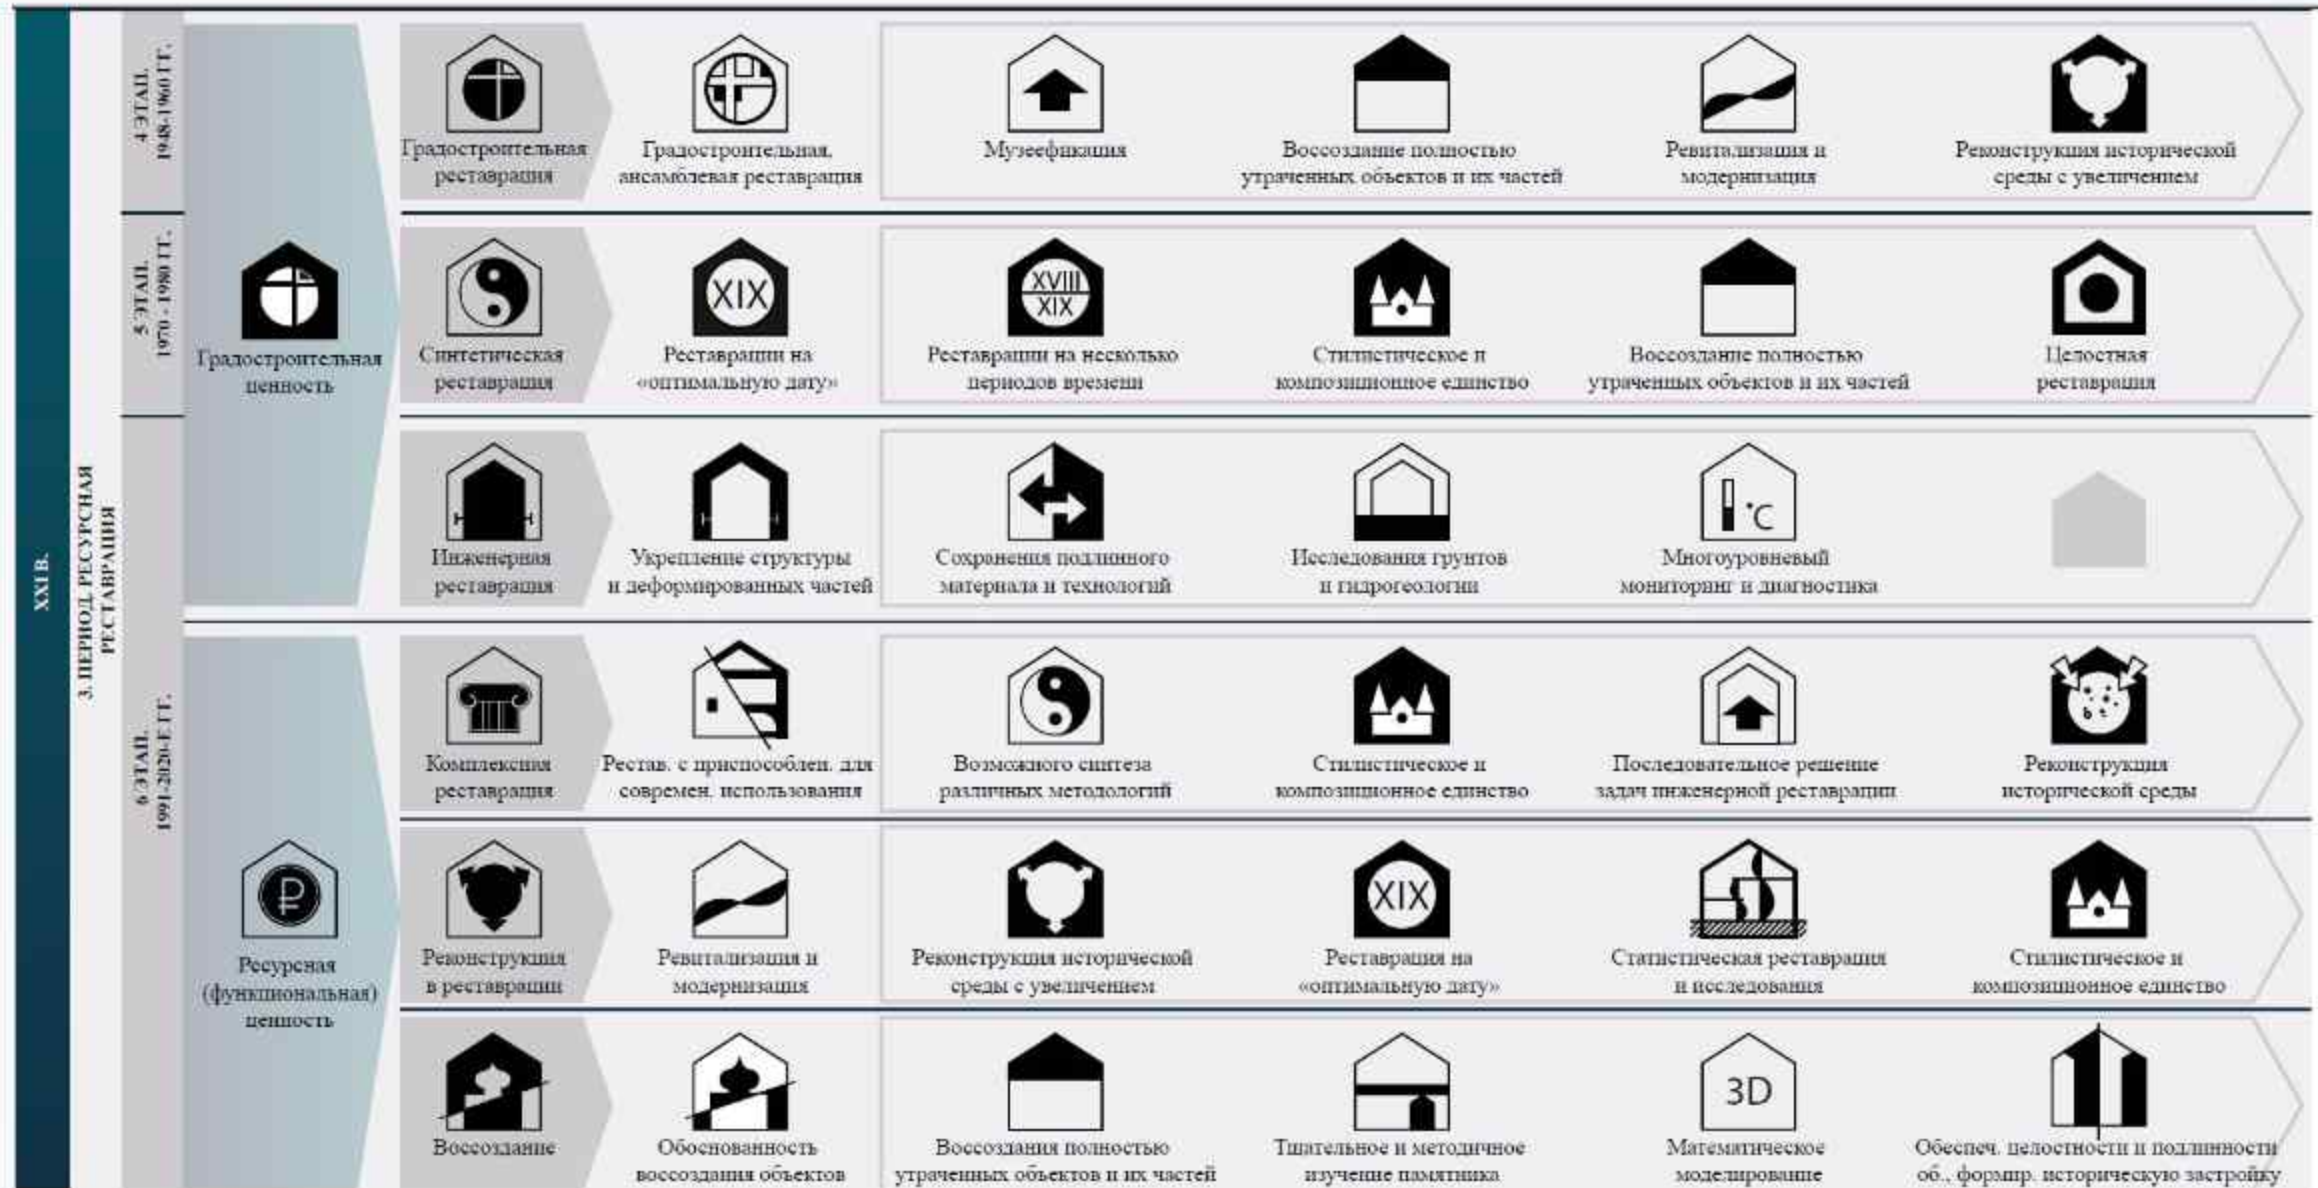 XXI В.
3. ПЕРИОД. РЕСУРСНАЯ
РЕСТАВРАЦИЯ
4 ЭТАП.
1948-1960 ГГ.
Градостроительная
реставрация
Градостроительная,
ансамблевая реставрация
Музеефикация
Воссоздание полностью
утраченных объектов и их частей
Ревитализация и
модернизация
Реконструкция исторической
среды с увеличением
5 ЭТАП.
1970 - 1980 ГГ.
Градостроительная
ценность
Синтетическая
реставрация
XIX
Реставрации на
«оптимальную дату»
XVIII
XIX
Реставрации на несколько
периодов времени
Стилистическое и
композиционное единство
Воссоздание полностью
утраченных объектов и их частей
Целостная
реставрация
6 ЭТАП.
1991-2020-Е ГГ.
Инженерная
реставрация
Укрепление структуры
и деформированных частей
Сохранения подлинного
материала и технологий
Исследования грунтов
и гидрогеологии
°C
Многоуровневый
мониторинг и диагностика
Комплексная
реставрация
Рестав. с приспособлен. для
современ. использования
Возможного синтеза
различных методологий
Стилистическое и
композиционное единство
Последовательное решение
задач инженерной реставрации
Реконструкция
исторической среды
₽
Ресурсная
(функциональная)
ценность
Реконструкция
в реставрации
Ревитализация и
модернизация
Реконструкция исторической
среды с увеличением
XIX
Реставрация на
«оптимальную дату»
Статистическая реставрация
и исследования
Стилистическое и
композиционное единство
Воссоздание
Обоснованность
воссоздания объектов
Воссоздания полностью
утраченных объектов и их частей
Тщательное и методичное
изучение памятника
3D
Математическое
моделирование
Обеспеч. целостности и подлинности
об., формир. историческую застройку